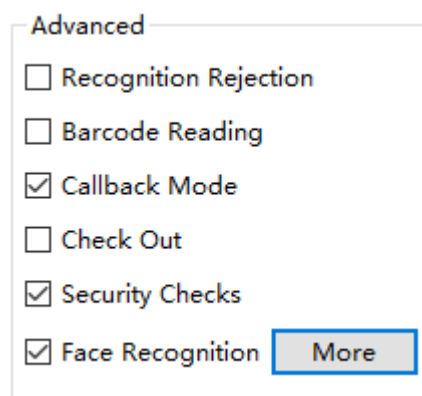 Advanced
Recognition Rejection
Barcode Reading
Callback Mode
Check Out
Security Checks
Face Recognition More